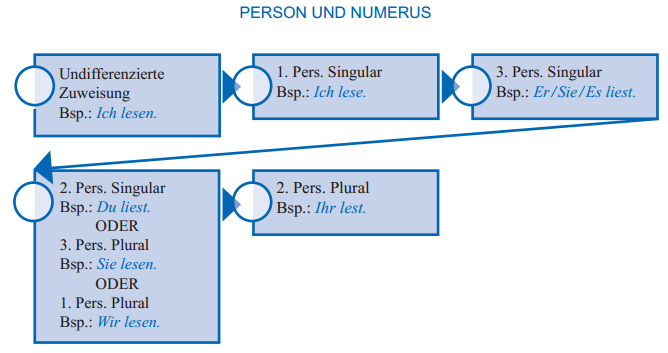 PERSON UND NUMERUS
Undifferenzierte
Zuweisung
Bsp.: Ich lesen.
1. Pers. Singular
Bsp.: Ich lese.
3. Pers. Singular
Bsp.: Er/Sie/Es liest.
2. Pers. Singular
Bsp.: Du liest.
ODER
3. Pers. Plural
Bsp.: Sie lesen.
ODER
1. Pers. Plural
Bsp.: Wir lesen.
2. Pers. Plural
Bsp.: Ihr lest.